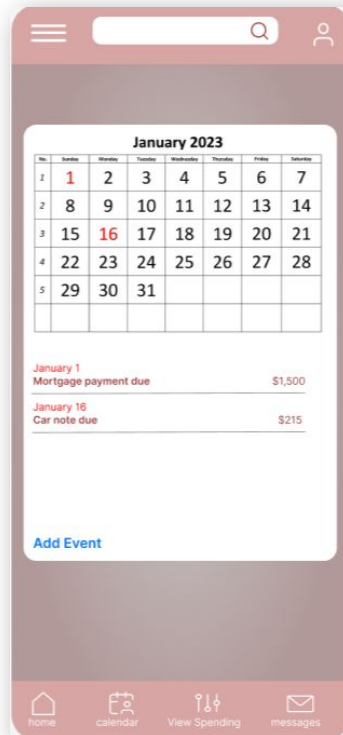 January 2023
No. Sunday Monday Tuesday Wednesday Thursday Friday Saturday
1 1 2 3 4 5 6 7
2 8 9 10 11 12 13 14
3 15 16 17 18 19 20 21
4 22 23 24 25 26 27 28
5 29 30 31
January 1
Mortgage payment due $1,500
January 16
Car note due $215
Add Event
home calendar View Spending messages